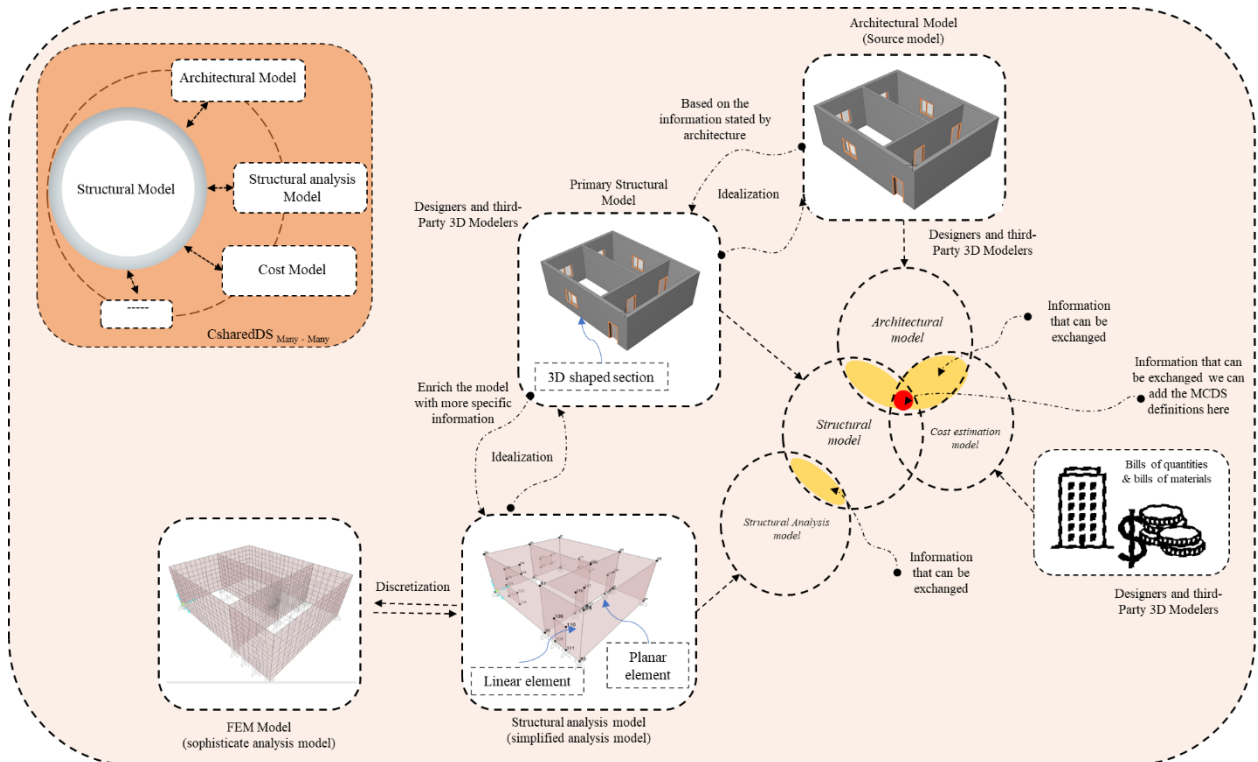 Architectural Model
(Source model)
Architectural Model
Structural Model
Structural analysis
Model
Cost Model
-----
CsharedDS Many - Many
Based on the
information stated by
architecture
Idealization
Primary Structural
Model
Designers and third-
Party 3D Modelers
3D shaped section
Designers and third-
Party 3D Modelers
Architectural
model
Information
that can be
exchanged
Information that can
be exchanged we can
add the MCDS
definitions here
Structural
model
Cost estimation
model
Structural Analysis
model
Information
that can be
exchanged
Bills of quantities
& bills of materials
Designers and third-
Party 3D Modelers
Enrich the model
with more specific
information
Idealization
Discretization
Linear element
Planar
element
FEM Model
(sophisticate analysis model)
Structural analysis model
(simplified analysis model)